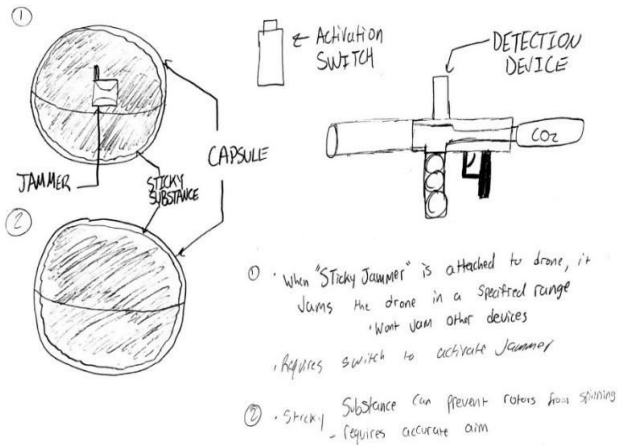 ①
← Activation
SWITCH
DETECTION
DEVICE
CO2
CAPSULE
JAMMER
STICKY
SUBSTANCE
②
① · When "Sticky Jammer" is attached to drone, it
Jams the drone in a specified range
· Wont Jam other devices
· Requires switch to activate Jammer
② · Sticky Substance can prevent rotors from spinning
- requires accurate aim